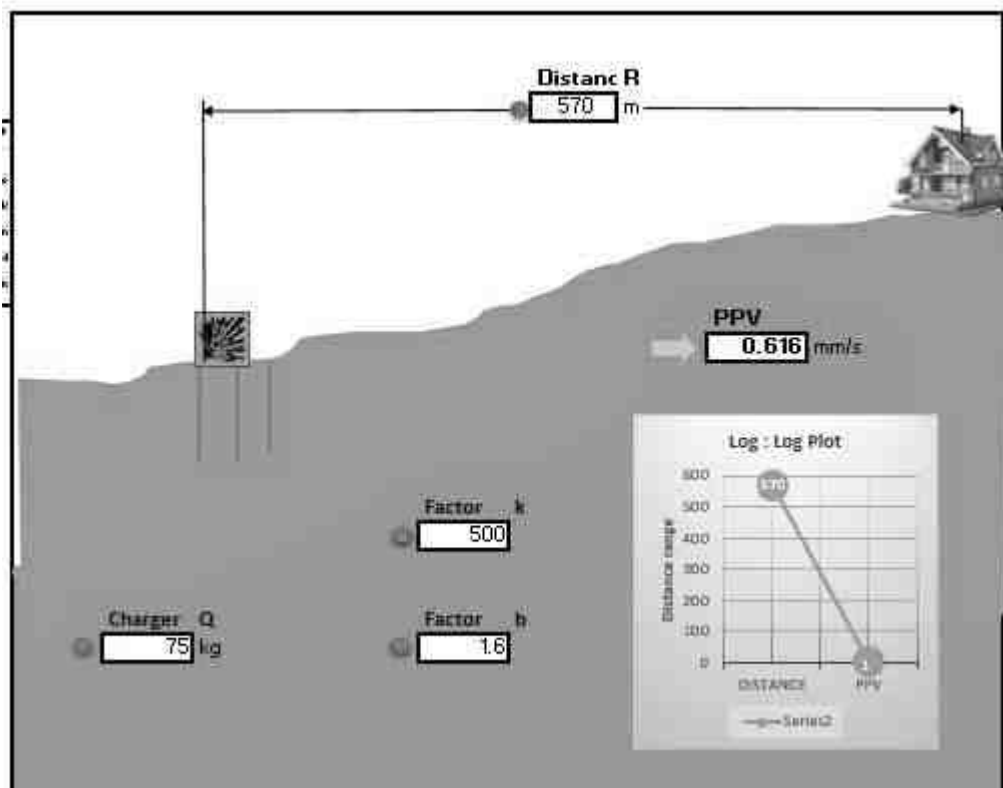 Distanc R
570 m
PPV
0.616 mm/s
Log : Log Plot
600
500
400
300
200
100
0
Distance range
570
1
DISTANCE PPV
Series2
Factor k
500
Charger Q
75 kg
Factor b
1.6